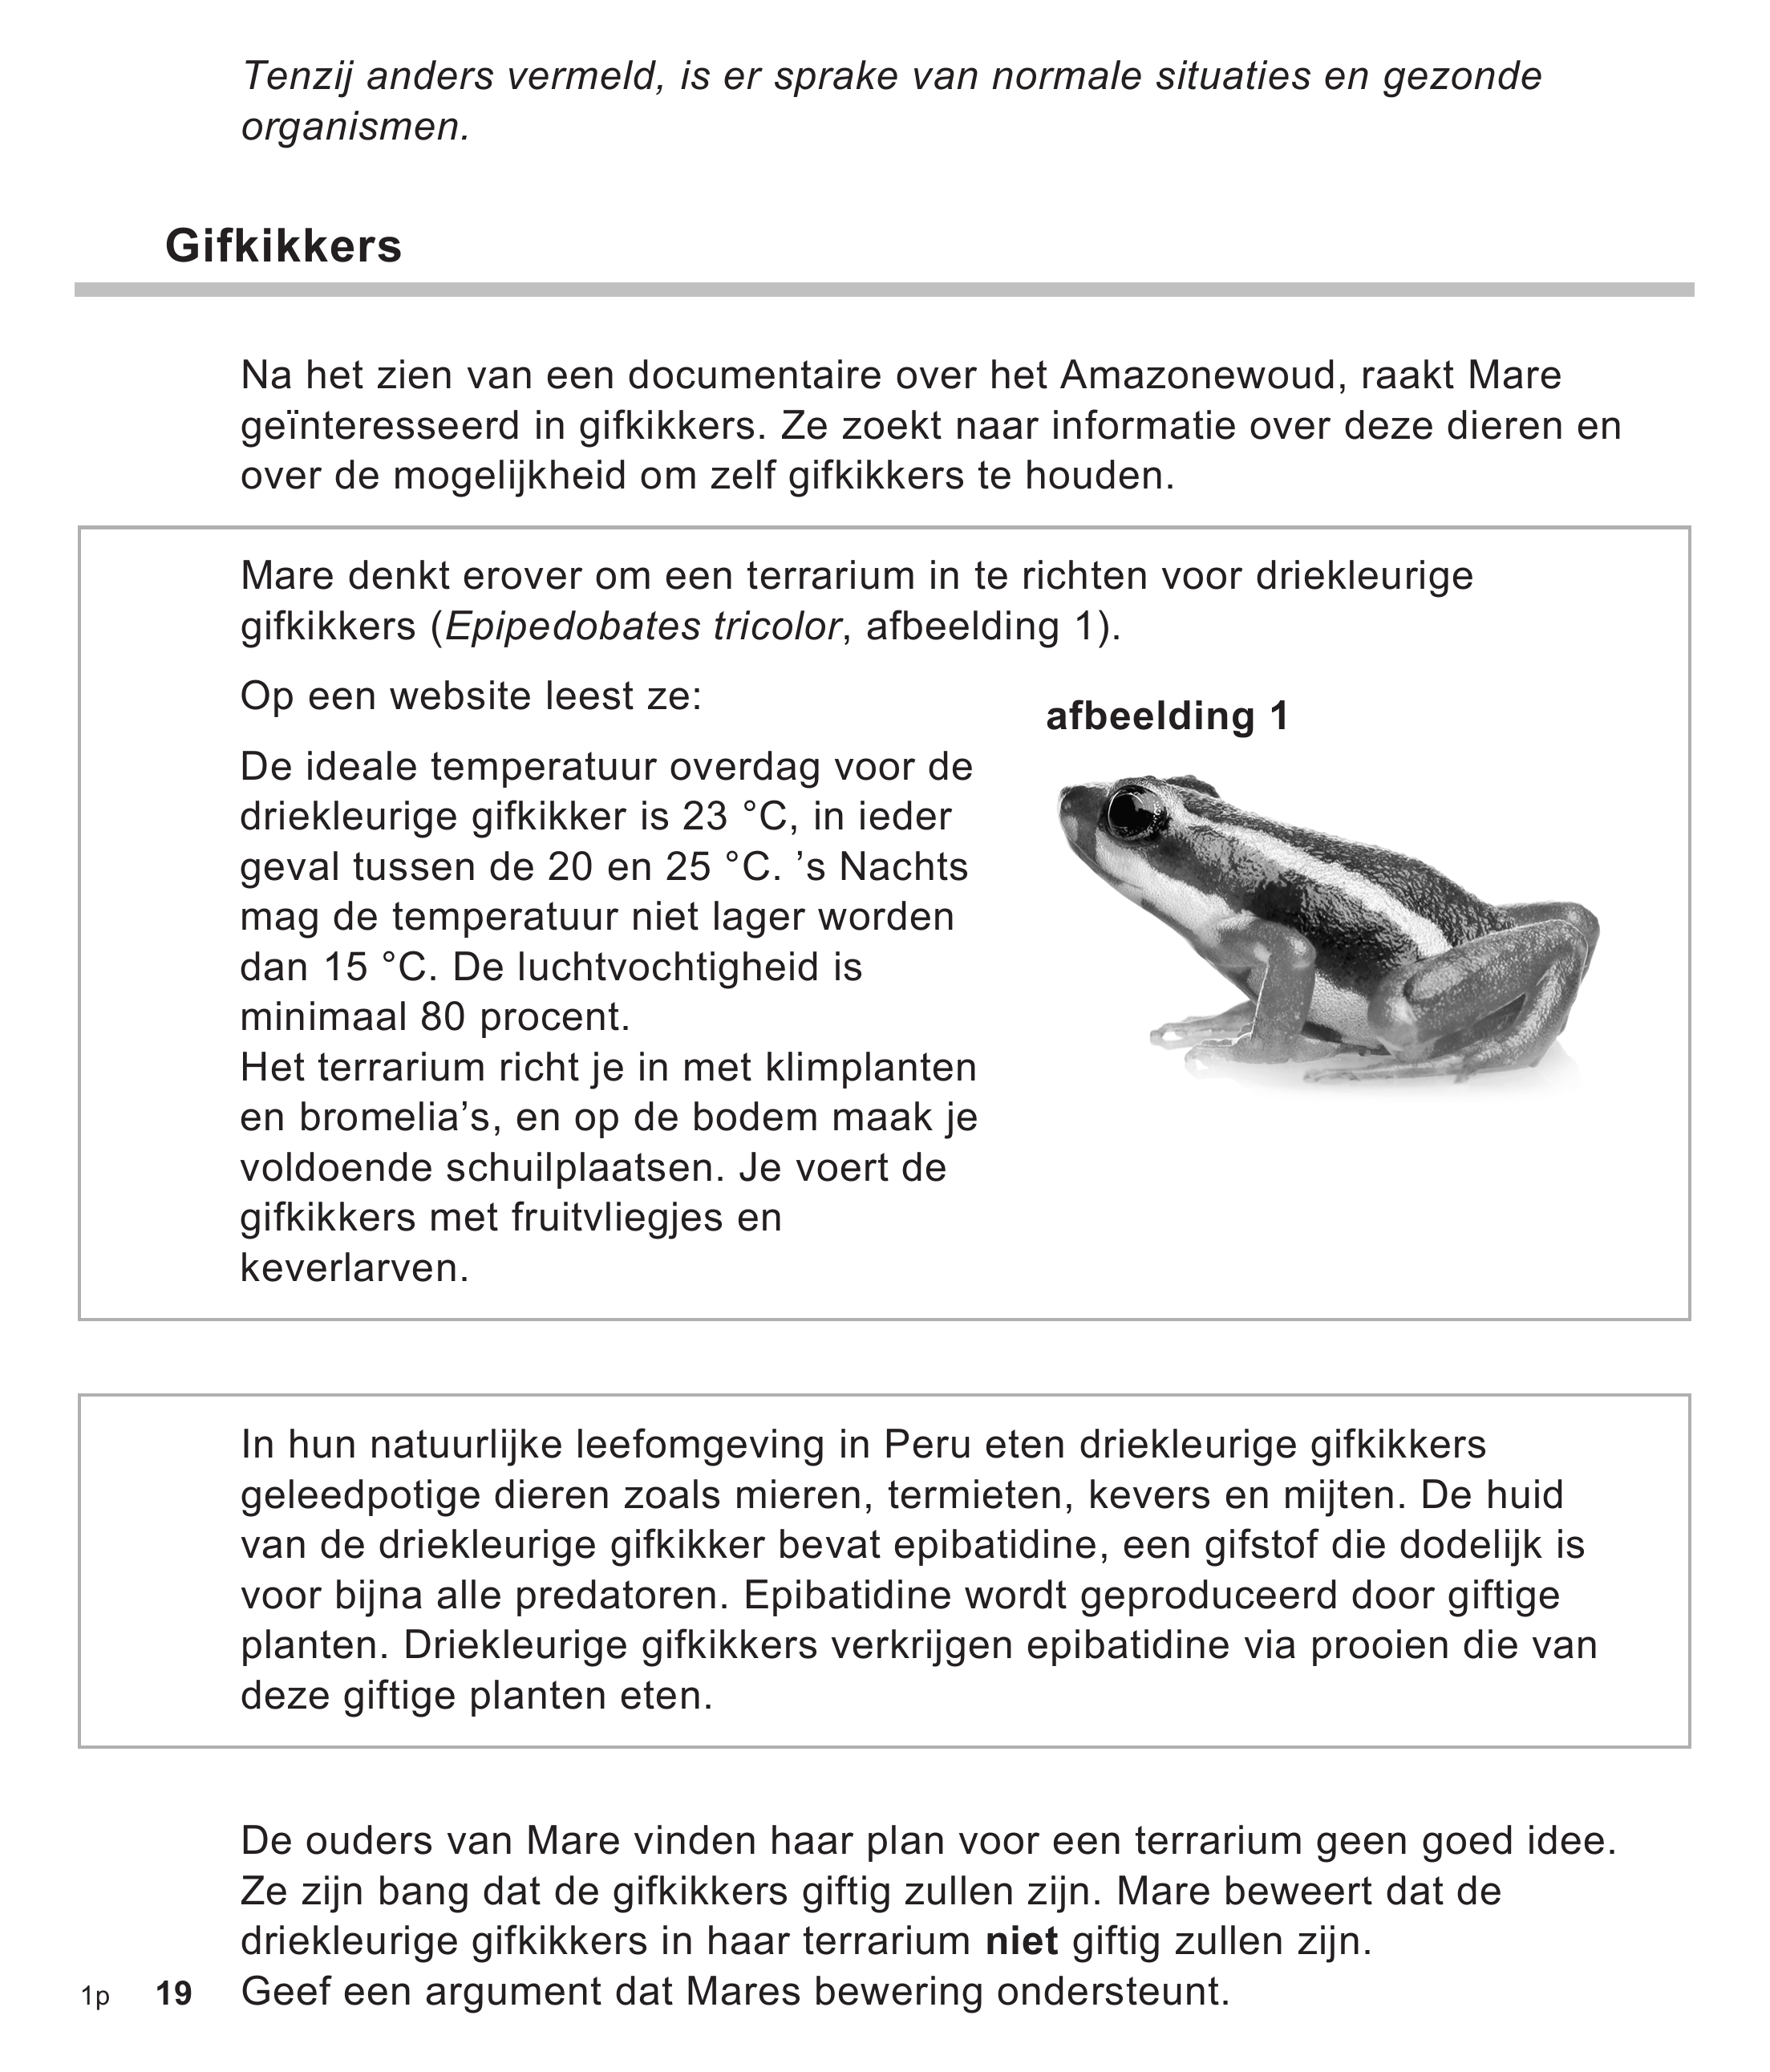 Tenzij anders vermeld, is er sprake van normale situaties en gezonde
organismen.
Gifkikkers
Na het zien van een documentaire over het Amazonewoud, raakt Mare
geïnteresseerd in gifkikkers. Ze zoekt naar informatie over deze dieren en
over de mogelijkheid om zelf gifkikkers te houden.
Mare denkt erover om een terrarium in te richten voor driekleurige
gifkikkers (Epipedobates tricolor, afbeelding 1).
Op een website leest ze:
De ideale temperatuur overdag voor de
driekleurige gifkikker is 23 °C, in ieder
geval tussen de 20 en 25 °C. ’s Nachts
mag de temperatuur niet lager worden
dan 15 °C. De luchtvochtigheid is
minimaal 80 procent.
Het terrarium richt je in met klimplanten
en bromelia’s, en op de bodem maak je
voldoende schuilplaatsen. Je voert de
gifkikkers met fruitvliegjes en
keverlarven.
afbeelding 1
In hun natuurlijke leefomgeving in Peru eten driekleurige gifkikkers
geleedpotige dieren zoals mieren, termieten, kevers en mijten. De huid
van de driekleurige gifkikker bevat epibatidine, een gifstof die dodelijk is
voor bijna alle predatoren. Epibatidine wordt geproduceerd door giftige
planten. Driekleurige gifkikkers verkrijgen epibatidine via prooien die van
deze giftige planten eten.
De ouders van Mare vinden haar plan voor een terrarium geen goed idee.
Ze zijn bang dat de gifkikkers giftig zullen zijn. Mare beweert dat de
driekleurige gifkikkers in haar terrarium niet giftig zullen zijn.
1p 19 Geef een argument dat Mares bewering ondersteunt.